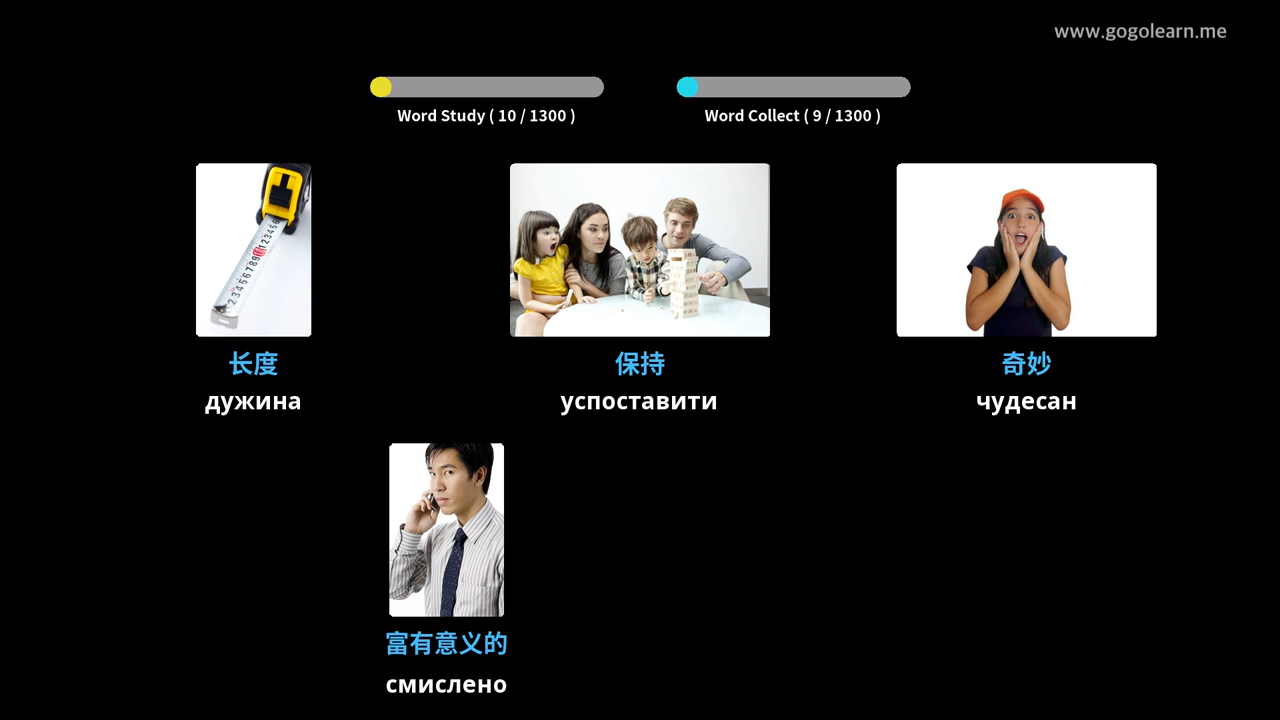 www.gogolearn.me
Word Study ( 10 / 1300 )
Word Collect ( 9 / 1300 )
长度
дужина
保持
успоставити
奇妙
чудесан
富有意义的
смислено